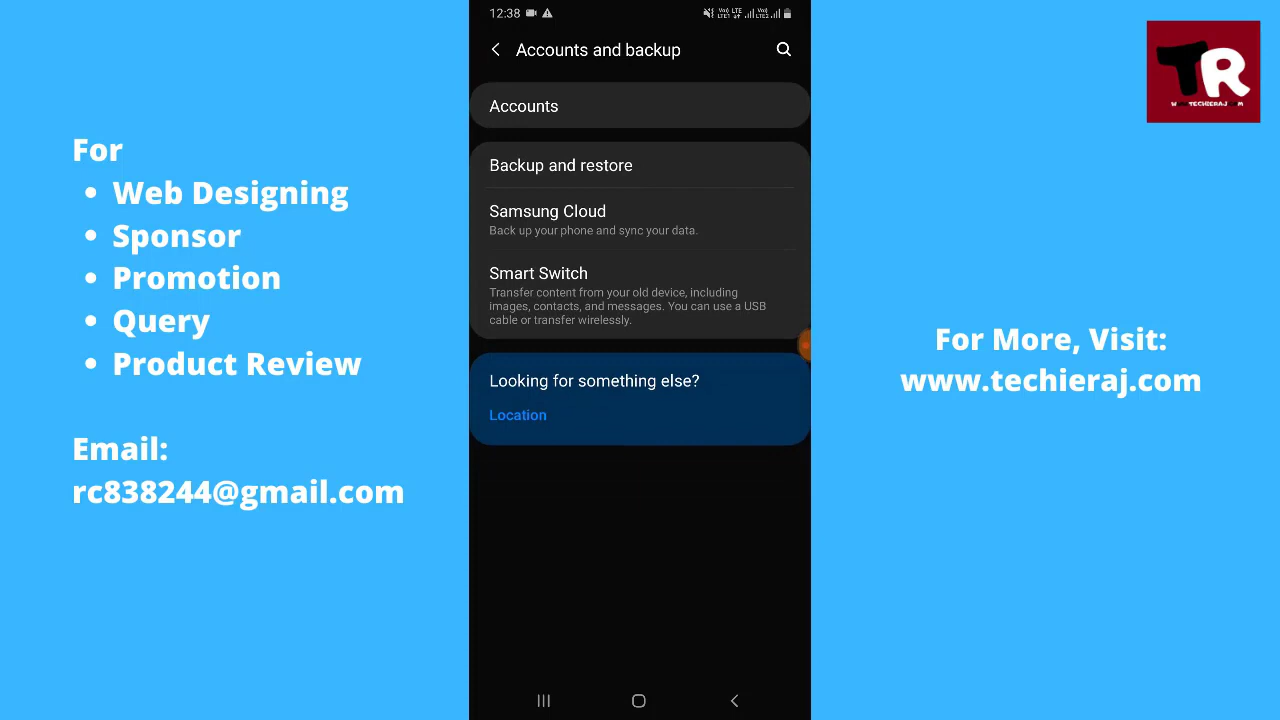 For
• Web Designing
• Sponsor
• Promotion
• Query
• Product Review
Email:
rc838244@gmail.com
12:38
Accounts and backup
Accounts
Backup and restore
Samsung Cloud
Back up your phone and sync your data.
Smart Switch
Transfer content from your old device, including
images, contacts, and messages. You can use a USB
cable or transfer wirelessly.
Looking for something else?
Location
TR
www.TECHIERAJ.COM
For More, Visit:
www.techieraj.com